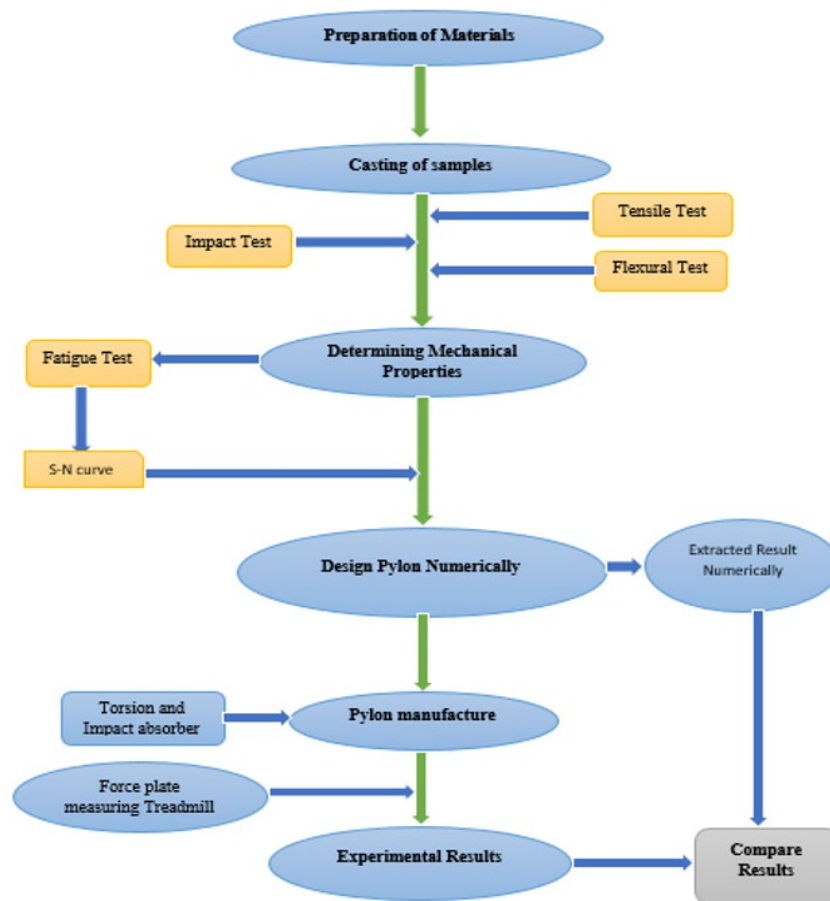 Preparation of Materials
Casting of samples
Tensile Test
Impact Test
Flexural Test
Determining Mechanical
Properties
Fatigue Test
S-N curve
Design Pylon Numerically
Extracted Result
Numerically
Torsion and
Impact absorber
Pylon manufacture
Force plate
measuring Treadmill
Experimental Results
Compare
Results